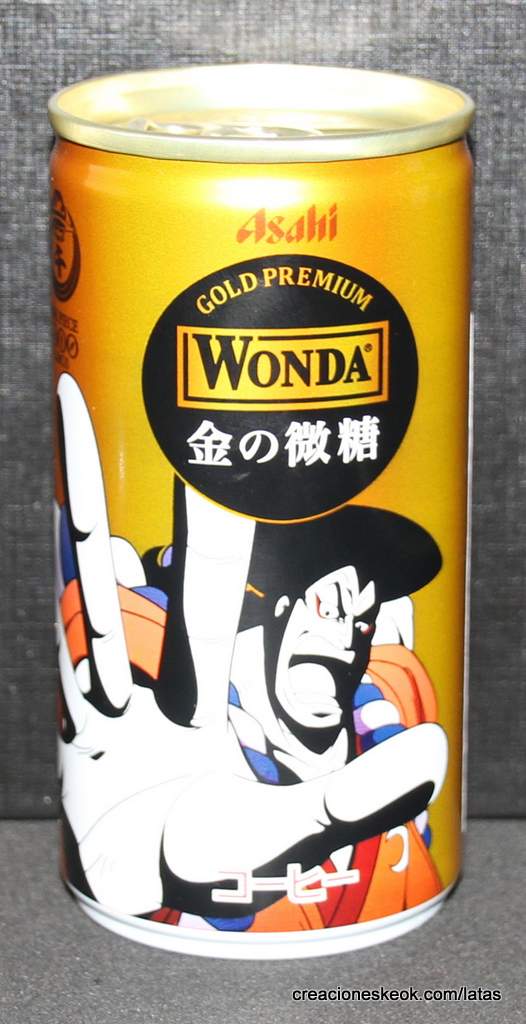 Asahi
GOLD PREMIUM
WONDA®
金の微糖
コーヒー
creacioneskeok.com/latas